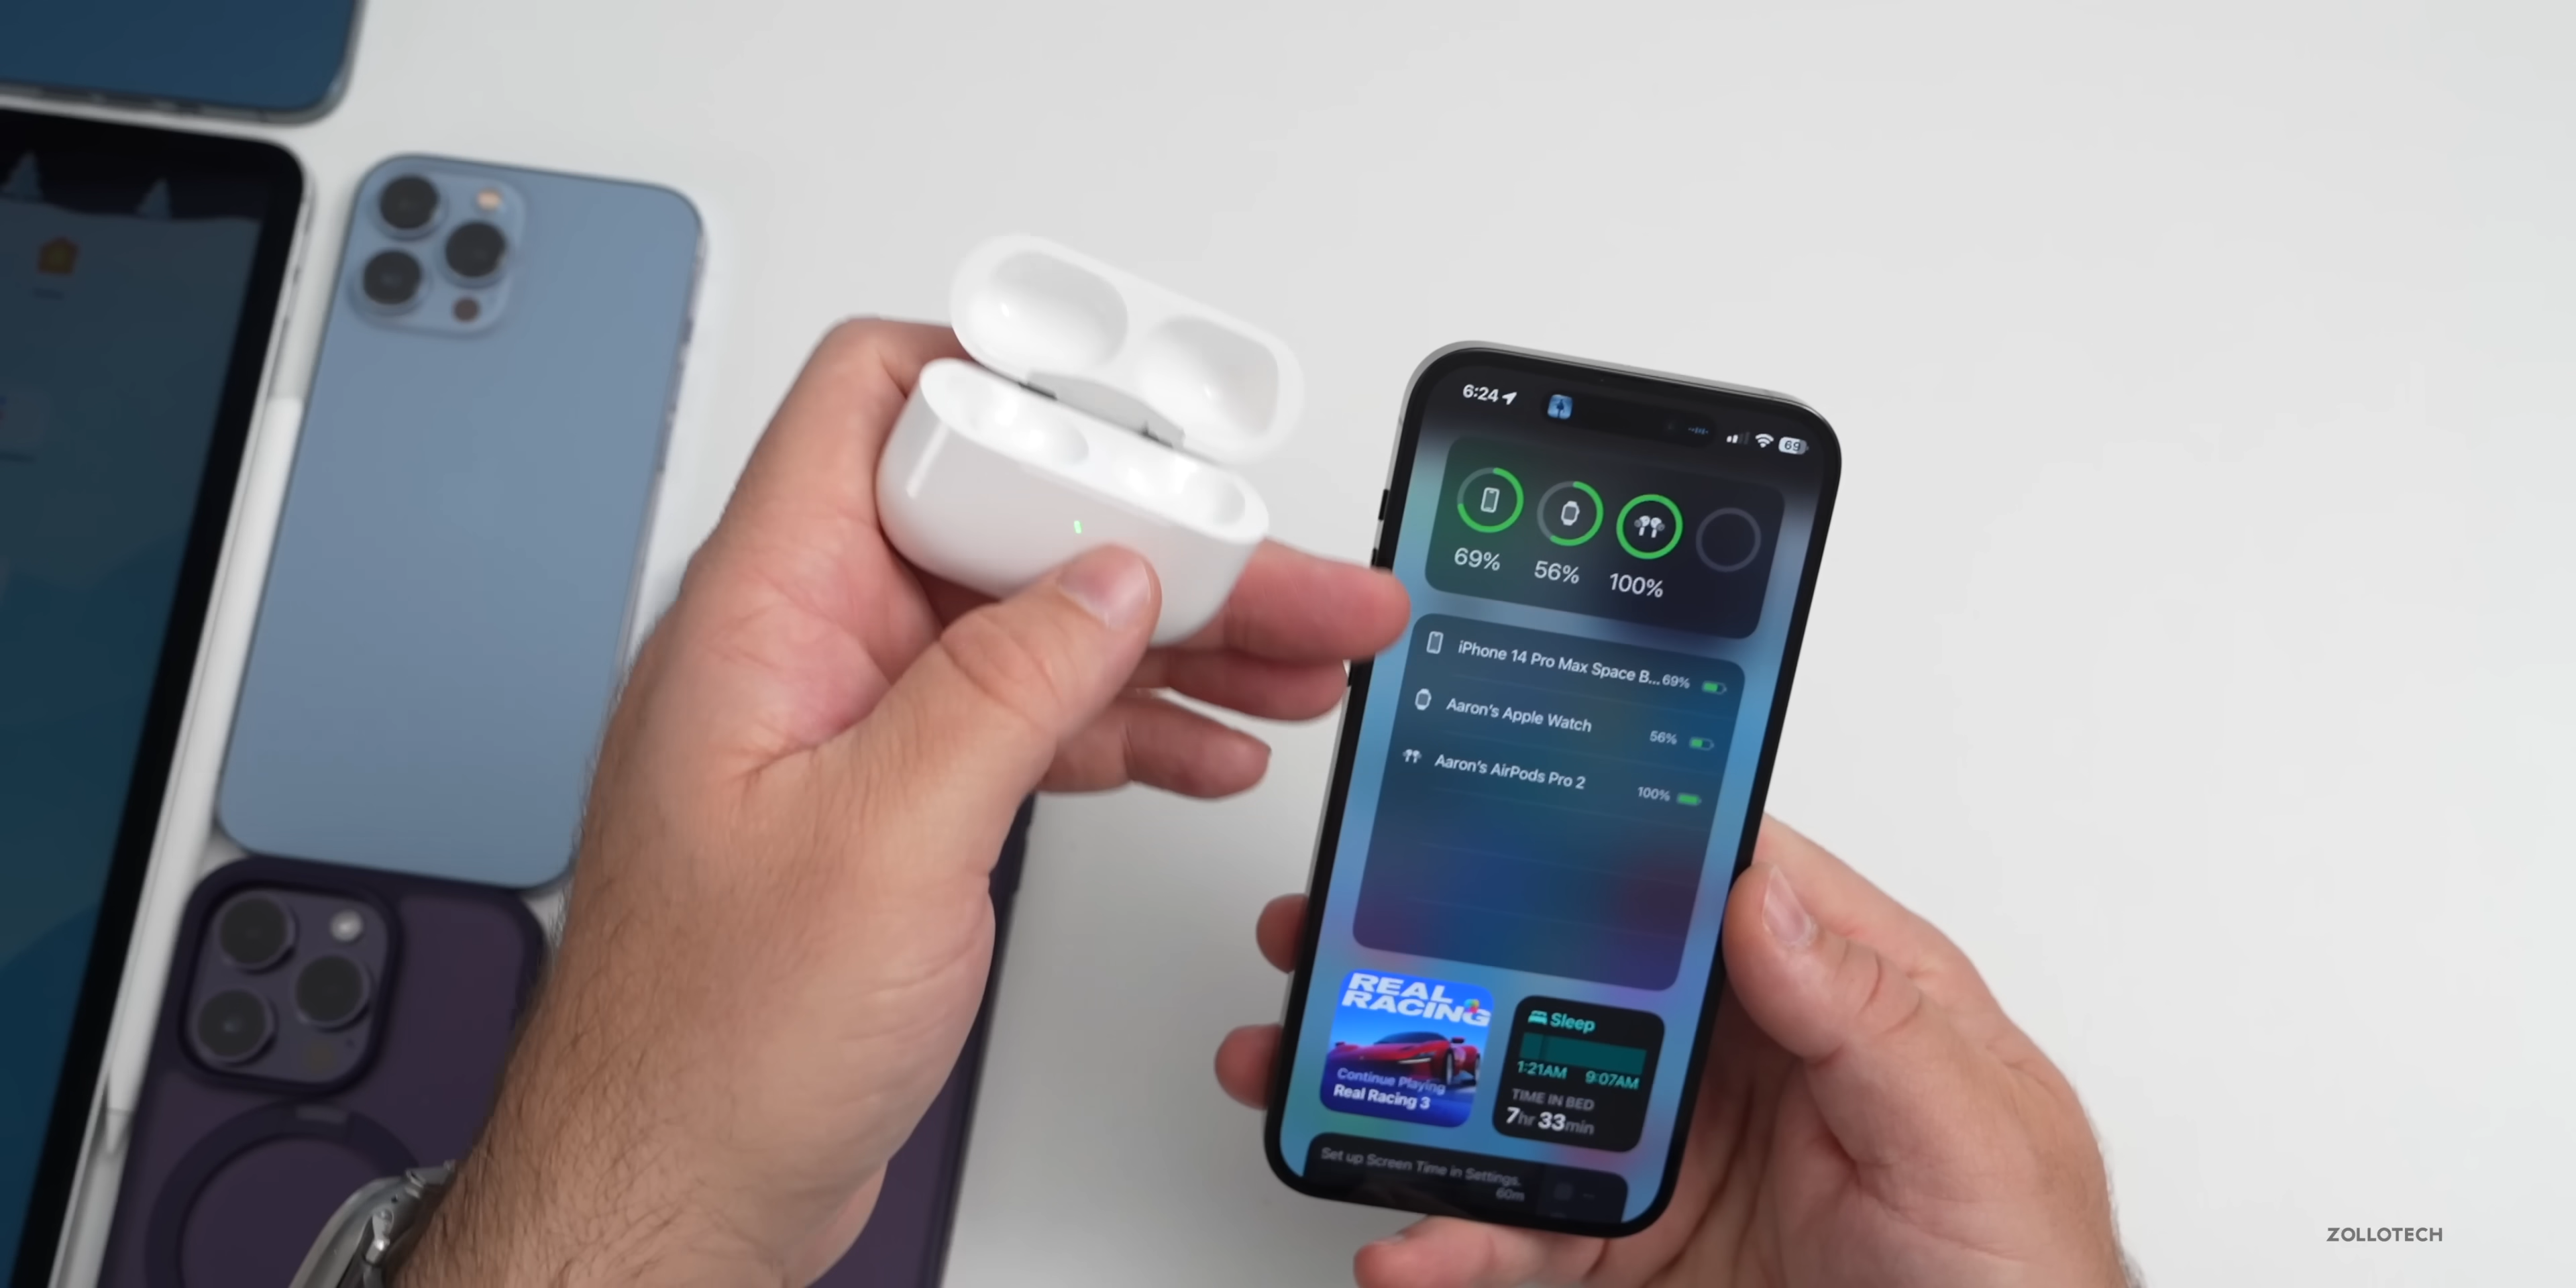 6:24
69
69%
56%
100%
iPhone 14 Pro Max Space B... 69%
Aaron's Apple Watch 56%
Aaron's AirPods Pro 2 100%
REAL
RACING
Continue Playing
Real Racing 3
Sleep
1:21AM 9:07AM
TIME IN BED
7hr 33min
Set up Screen Time in Settings.
60m
ZOLLOTECH